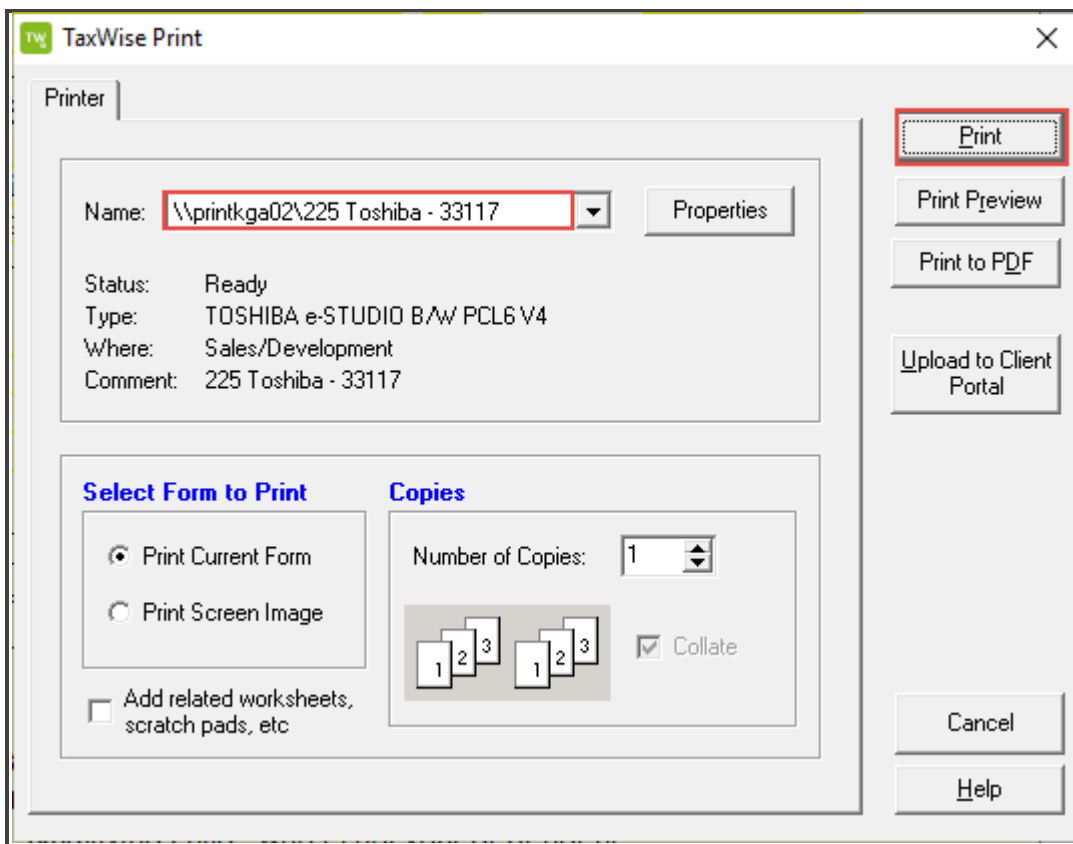 TW TaxWise Print
Printer
Print
Name: \\printkga02\225 Toshiba - 33117 Properties
Print Preview
Print to PDF
Status: Ready
Type: TOSHIBA e-STUDIO B/W PCL6 V4
Where: Sales/Development
Comment: 225 Toshiba - 33117
Upload to Client
Portal
Select Form to Print
Copies
Print Current Form
Number of Copies: 1
Print Screen Image
1 2 3 1 2 3
Collate
Add related worksheets,
scratch pads, etc
Cancel
Help